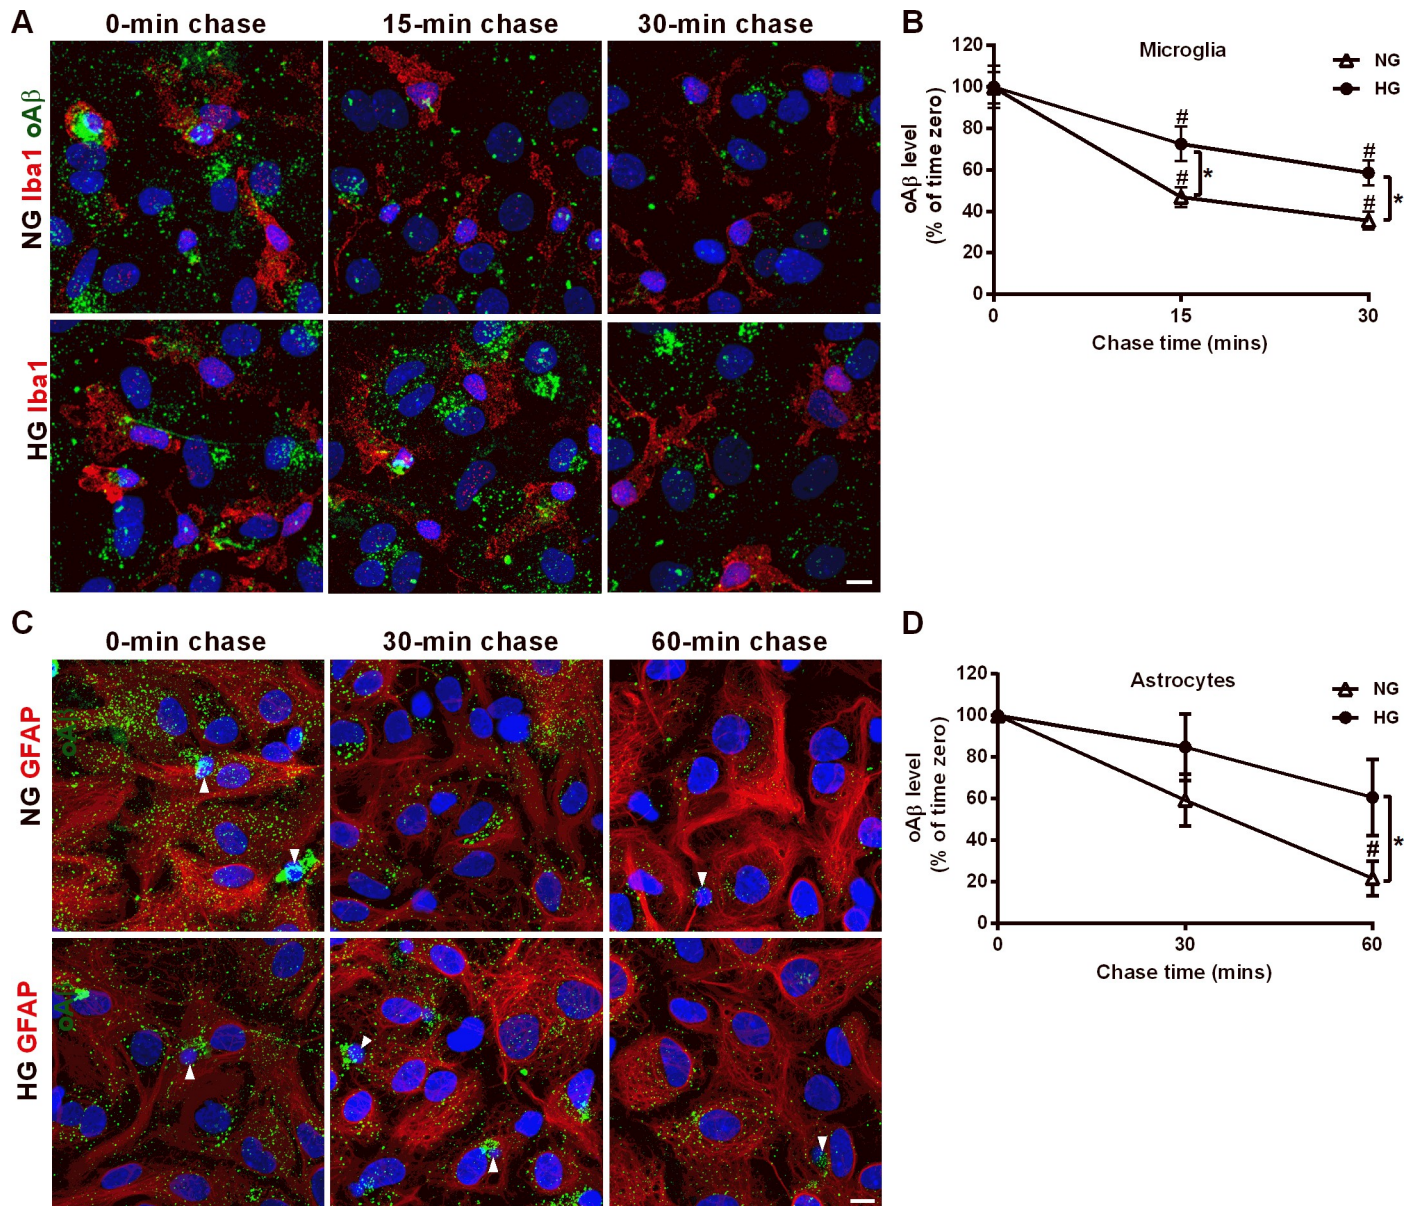 A
0-min chase
15-min chase
30-min chase
NG Iba1 oAβ
HG Iba1
B
Microglia
NG
HG
oAβ level
(% of time zero)
120
100
80
60
40
20
0
#
#
*
#
#
*
0
15
30
Chase time (mins)
C
0-min chase
30-min chase
60-min chase
NG GFAP
oA
HG GFAP
oA
D
Astrocytes
NG
HG
oAβ level
(% of time zero)
120
100
80
60
40
20
0
#
*
0
30
60
Chase time (mins)